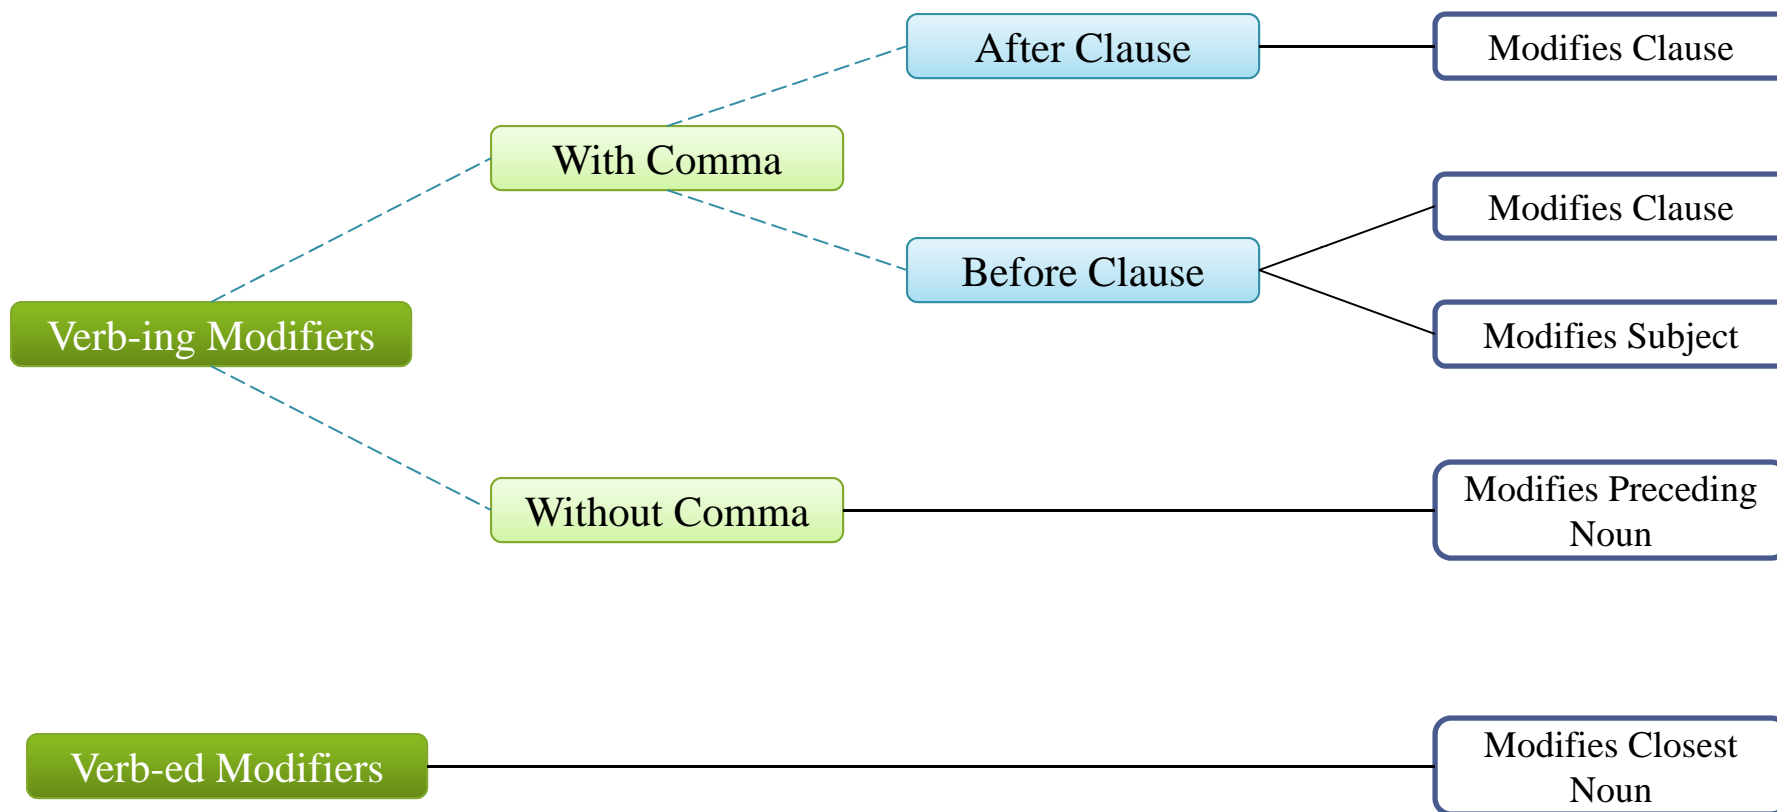 After Clause
Modifies Clause
With Comma
Modifies Clause
Before Clause
Verb-ing Modifiers
Modifies Subject
Without Comma
Modifies Preceding
Noun
Verb-ed Modifiers
Modifies Closest
Noun